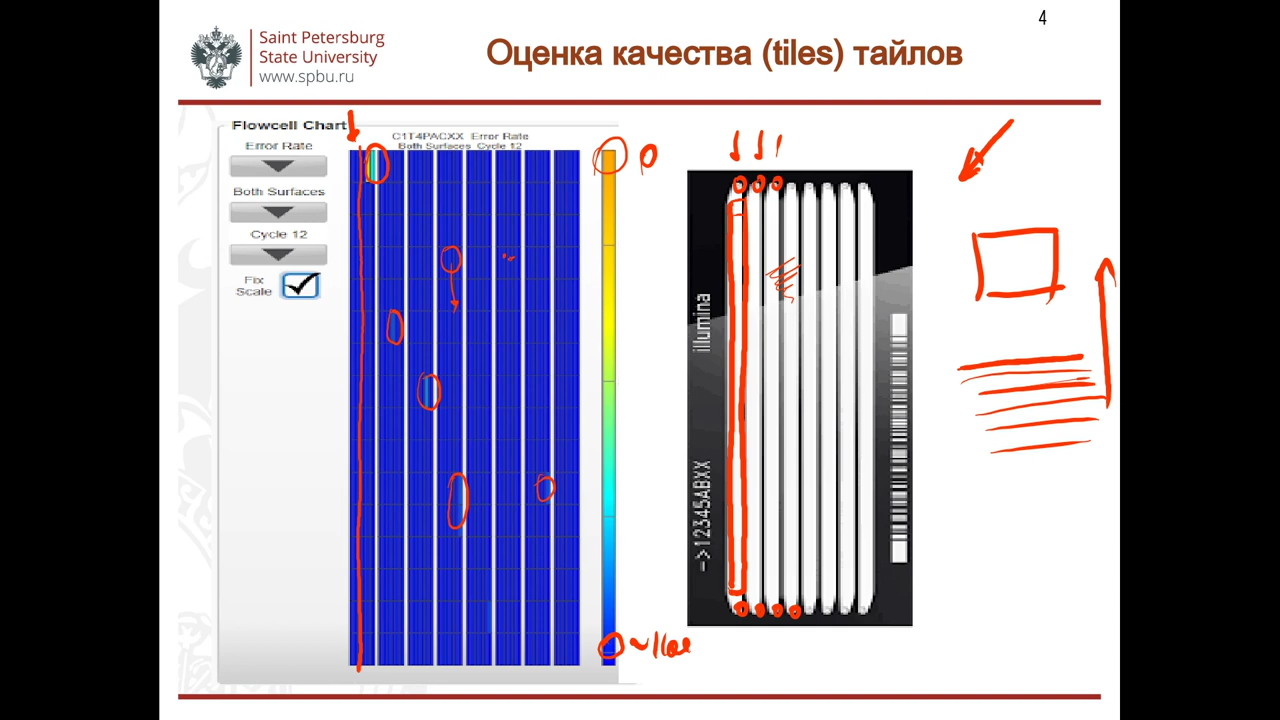 4
Saint Petersburg
State University
www.spbu.ru
Оценка качества (tiles) тайлов
Flowcell Chart
Error Rate
Both Surfaces
Cycle 12
Fix
Scale
C1T4PACXX Error Rate
Both Surfaces Cycle 12
illumina
->12345ABXX